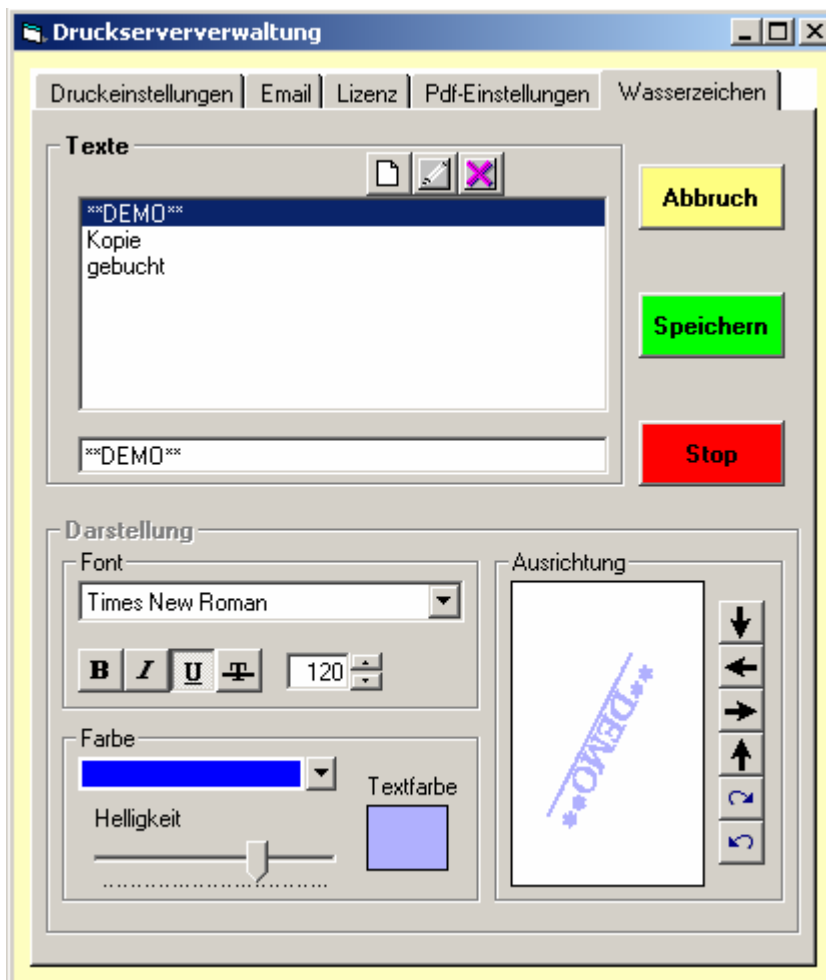 Druckserververwaltung
Druckeinstellungen Email Lizenz Pdf-Einstellungen Wasserzeichen
Texte
**DEMO**
Kopie
gebucht
**DEMO**
Abbruch
Speichern
Stop
Darstellung
Font
Times New Roman
B I U T 120
Farbe
Helligkeit
Textfarbe
Ausrichtung
**DEMO**